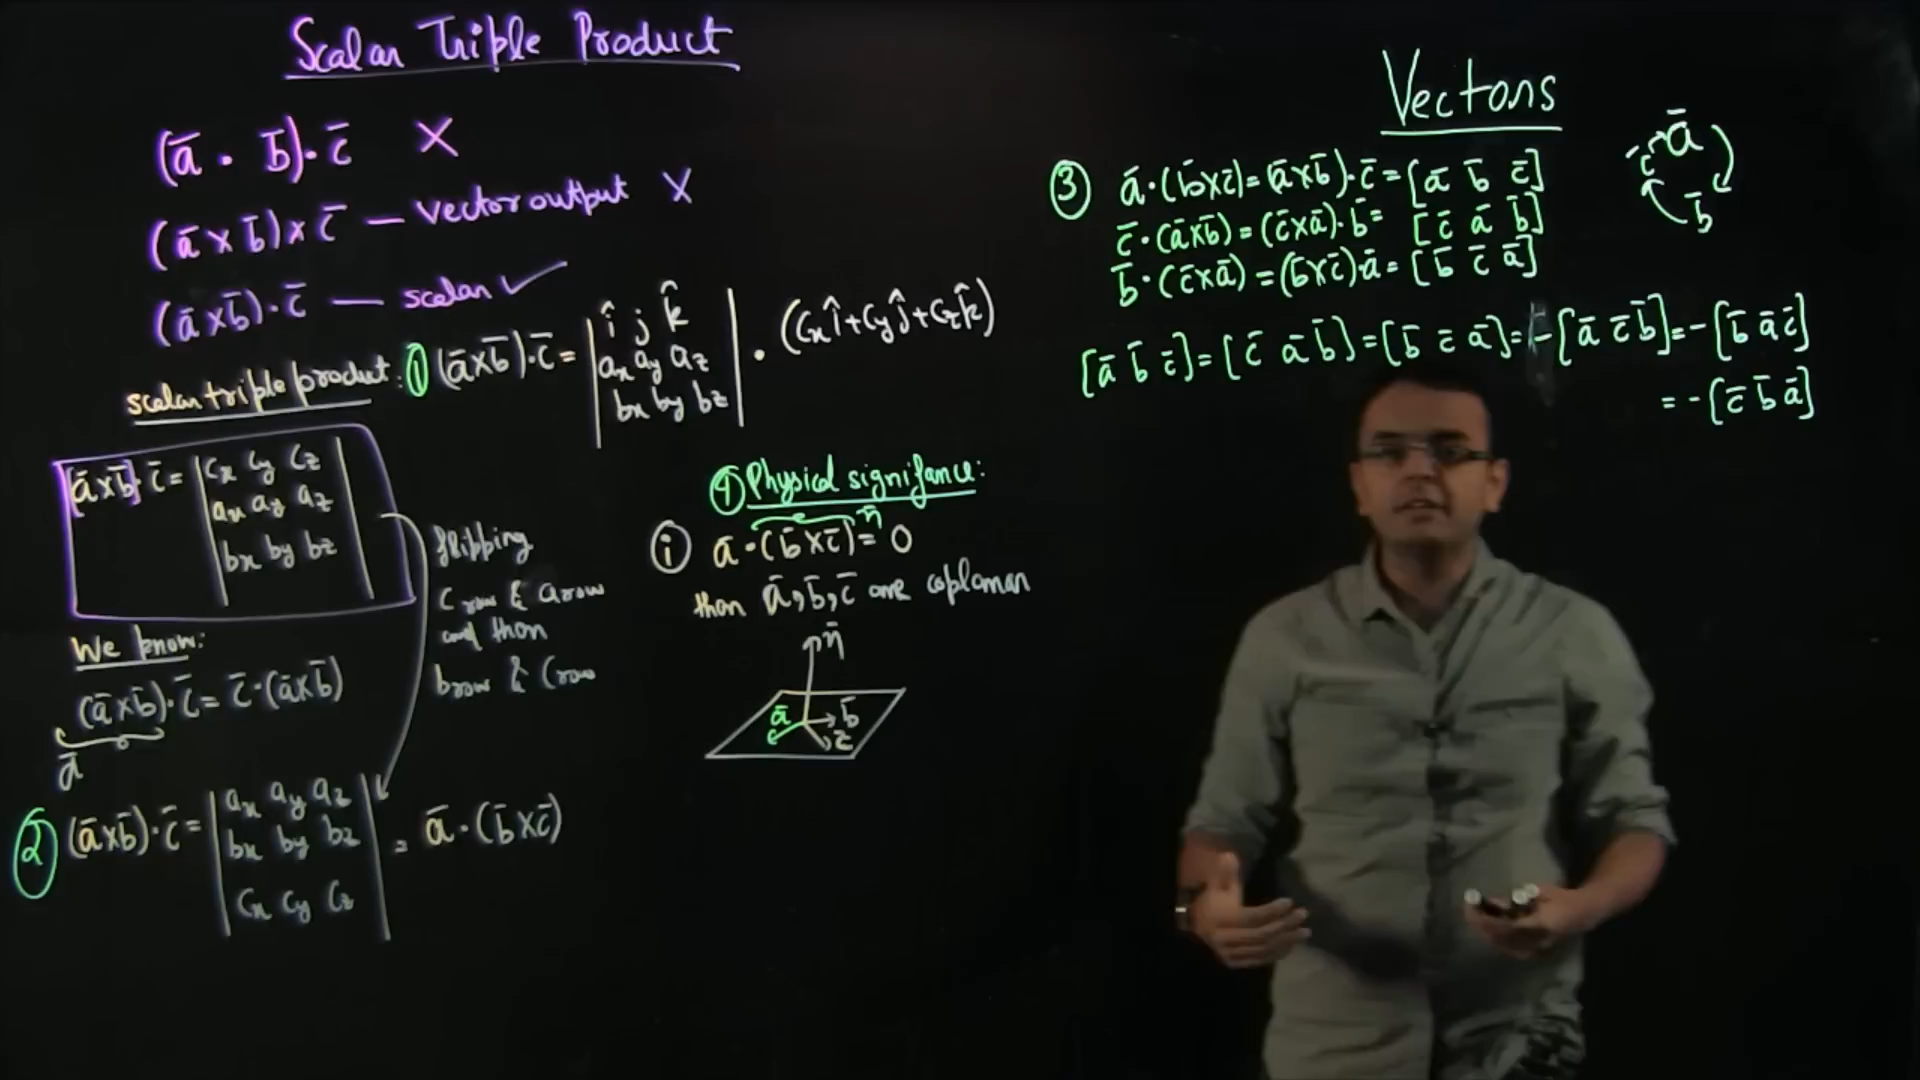 Scalar Triple Product
(ā · b̄)·c̄ X
(ā x b̄) x c̄ — vector output X
(ā x b̄)·c̄ — scalar ✓
scalar triple product: ① (ā x b̄)·c̄ = | î j k̂ | · (Cx î + Cy ĵ + Cz k̂)
ax ay az
bx by bz
(ā x b̄)·c̄ = | Cx Cy Cz |
ax ay az
bx by bz
flipping
C row & a row
and then
b row & C row
We know:
(ā x b̄)·c̄ = c̄·(ā x b̄)
d̄
② (ā x b̄)·c̄ = | ax ay az | = ā·(b̄ x c̄)
bx by bz
Cx Cy Cz
④ Physical signifance:
ⓘ ā·(b̄ x c̄) = 0
n̄
then ā, b̄, c̄ are coplanar
n̄
ā b̄
c̄
Vectors
③ ā·(b̄ x c̄) = (ā x b̄)·c̄ = [ā b̄ c̄]
c̄·(ā x b̄) = (c̄ x ā)·b̄ = [c̄ ā b̄]
b̄·(c̄ x ā) = (b̄ x c̄)·ā = [b̄ c̄ ā]
ā
c̄
b̄
[ā b̄ c̄] = [c̄ ā b̄] = [b̄ c̄ ā] = -[ā c̄ b̄] = -[b̄ ā c̄]
= -[c̄ b̄ ā]